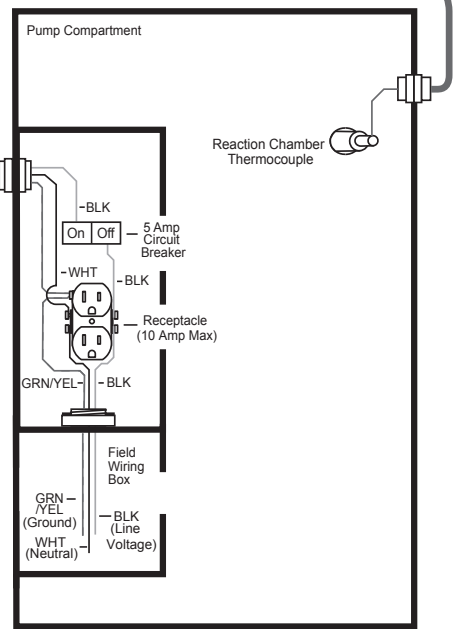 Pump Compartment
Reaction Chamber
Thermocouple
-BLK
On Off
5 Amp
Circuit
Breaker
-WHT
-BLK
Receptacle
(10 Amp Max)
GRN/YEL-
-BLK
Field
Wiring
Box
GRN
/YEL
(Ground)
BLK
(Line
Voltage)
WHT
(Neutral)